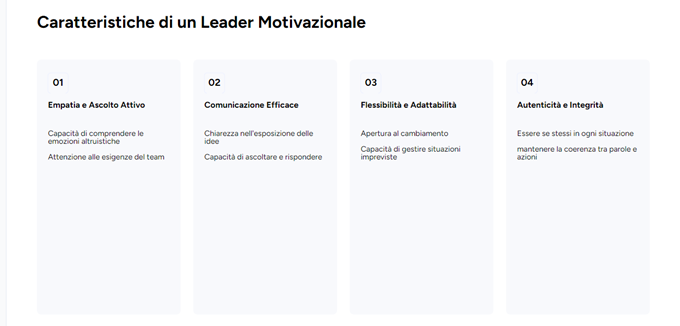 Caratteristiche di un Leader Motivazionale
01
Empatia e Ascolto Attivo
Capacità di comprendere le
emozioni altruistiche
Attenzione alle esigenze del team
02
Comunicazione Efficace
Chiarezza nell'esposizione delle
idee
Capacità di ascoltare e rispondere
03
Flessibilità e Adattabilità
Apertura al cambiamento
Capacità di gestire situazioni
impreviste
04
Autenticità e Integrità
Essere se stessi in ogni situazione
mantenere la coerenza tra parole e
azioni